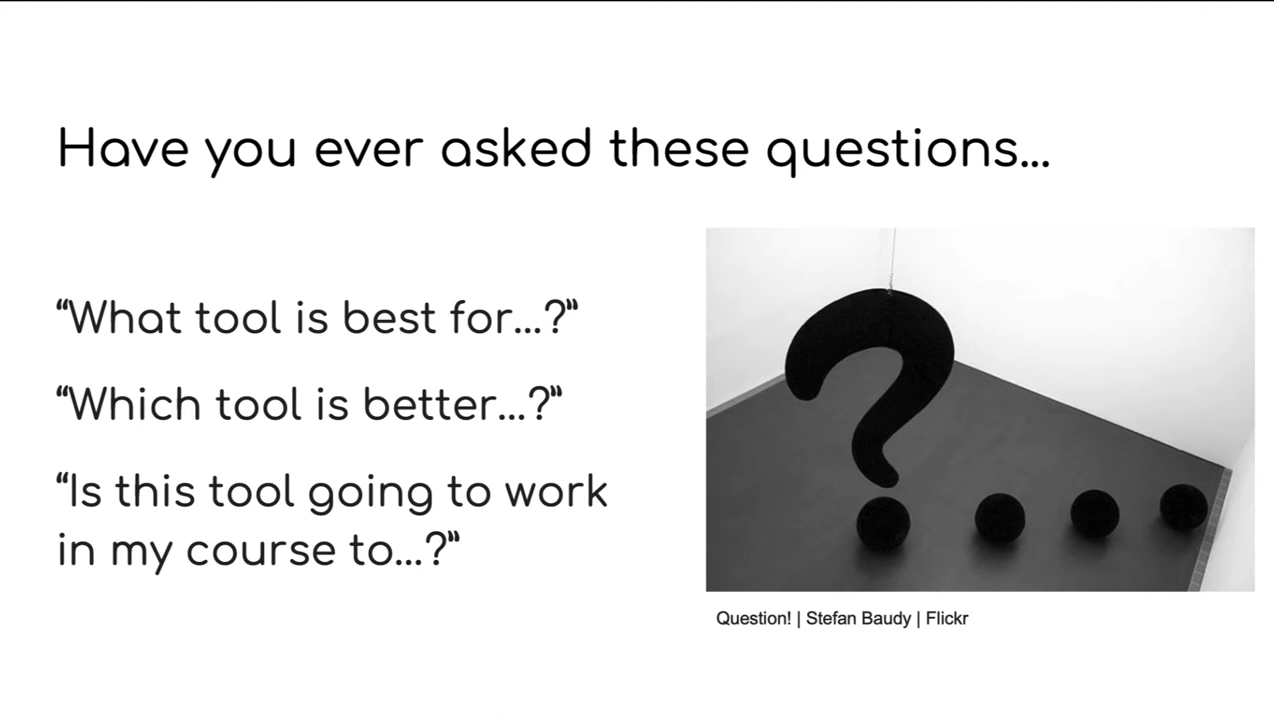 Have you ever asked these questions...
“What tool is best for...?”
“Which tool is better...?”
“Is this tool going to work
in my course to...?”
Question! | Stefan Baudy | Flickr